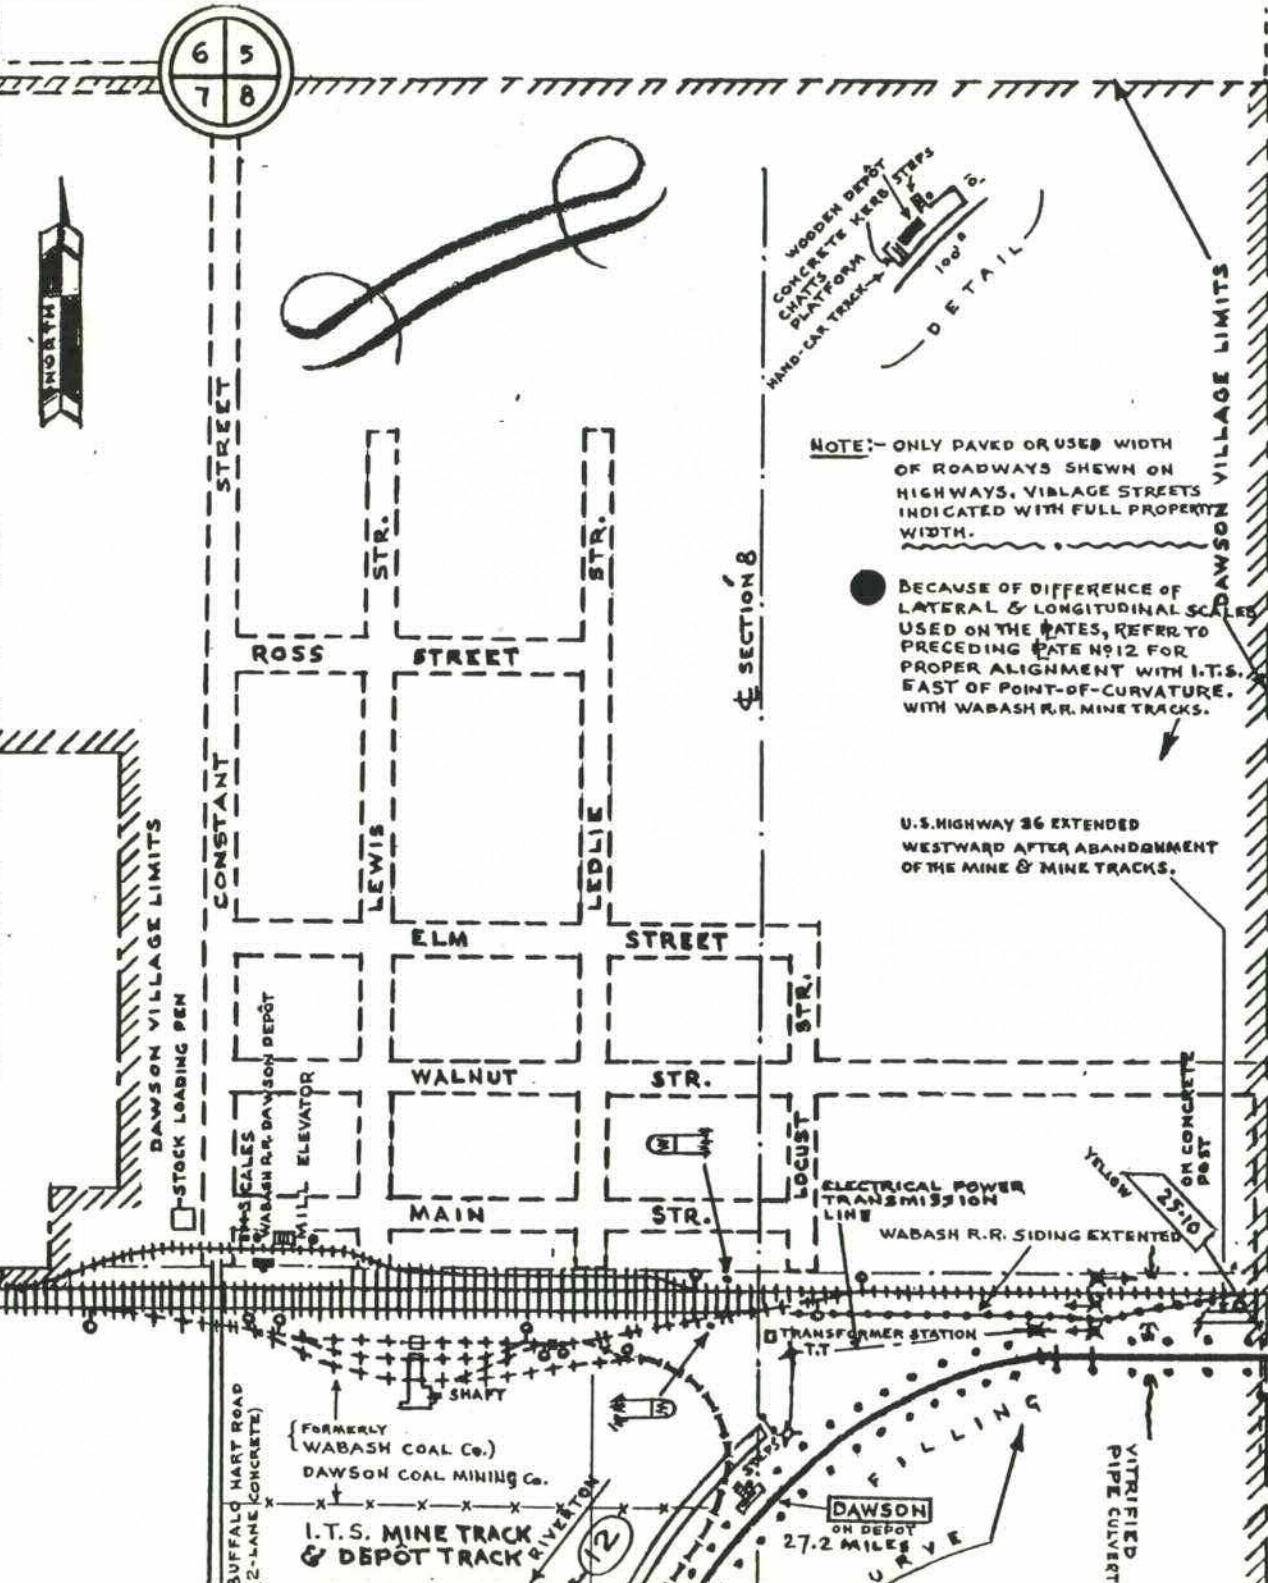 6 5
7 8
NORTH
WOODEN DEPÔT
CONCRETE KERB STEPS
CHATTS
PLATFORM
HAND-CAR TRACK
100'
DETAIL
DAWSON VILLAGE LIMITS
NOTE:- ONLY PAVED OR USED WIDTH
OF ROADWAYS SHEWN ON
HIGHWAYS. VILLAGE STREETS
INDICATED WITH FULL PROPERTY
WIDTH.
BECAUSE OF DIFFERENCE OF
LATERAL & LONGITUDINAL SCALES
USED ON THE PLATES, REFER TO
PRECEDING PLATE Nº 12 FOR
PROPER ALIGNMENT WITH I.T.S.
EAST OF POINT-OF-CURVATURE.
WITH WABASH R.R. MINE TRACKS.
U.S. HIGHWAY 36 EXTENDED
WESTWARD AFTER ABANDONMENT
OF THE MINE & MINE TRACKS.
CONSTANT STREET
LEWIS STR.
LEDLIE STR.
℄ SECTION 8
ROSS STREET
ELM STREET
WALNUT STR.
MAIN STR.
LOCUST STR.
DAWSON VILLAGE LIMITS
STOCK LOADING PEN
SCALES
WABASH R.R. DAWSON DEPÔT
MILL ELEVATOR
W
ELECTRICAL POWER
TRANSMISSION
LINE
WABASH R.R. SIDING EXTENTED
YELLOW
25-10
ON CONCRETE
POST
TRANSFORMER STATION
T.T
SHAFT
W
(FORMERLY
WABASH COAL Co.)
DAWSON COAL MINING Co.
I.T.S. MINE TRACK
& DEPÔT TRACK
BUFFALO HART ROAD
2-LANE CONCRETE)
RIVERTON
12
STEPS
FILLING
DAWSON
ON DEPOT
27.2 MILES
VITRIFIED
PIPE CULVERT